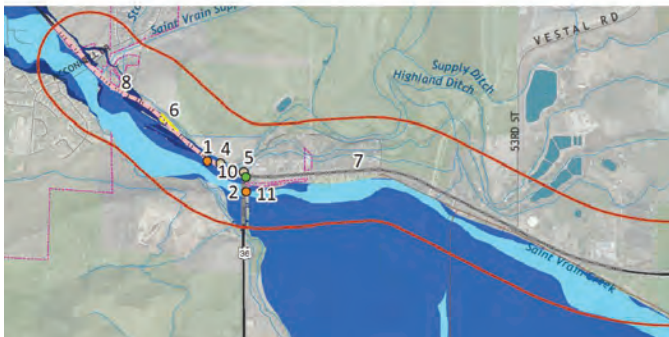 Saint Vrain Supply
VESTAL RD
8
Supply Ditch
Highland Ditch
6
53RD ST
1
4
5
7
10
2
11
36
Saint Vrain Creek